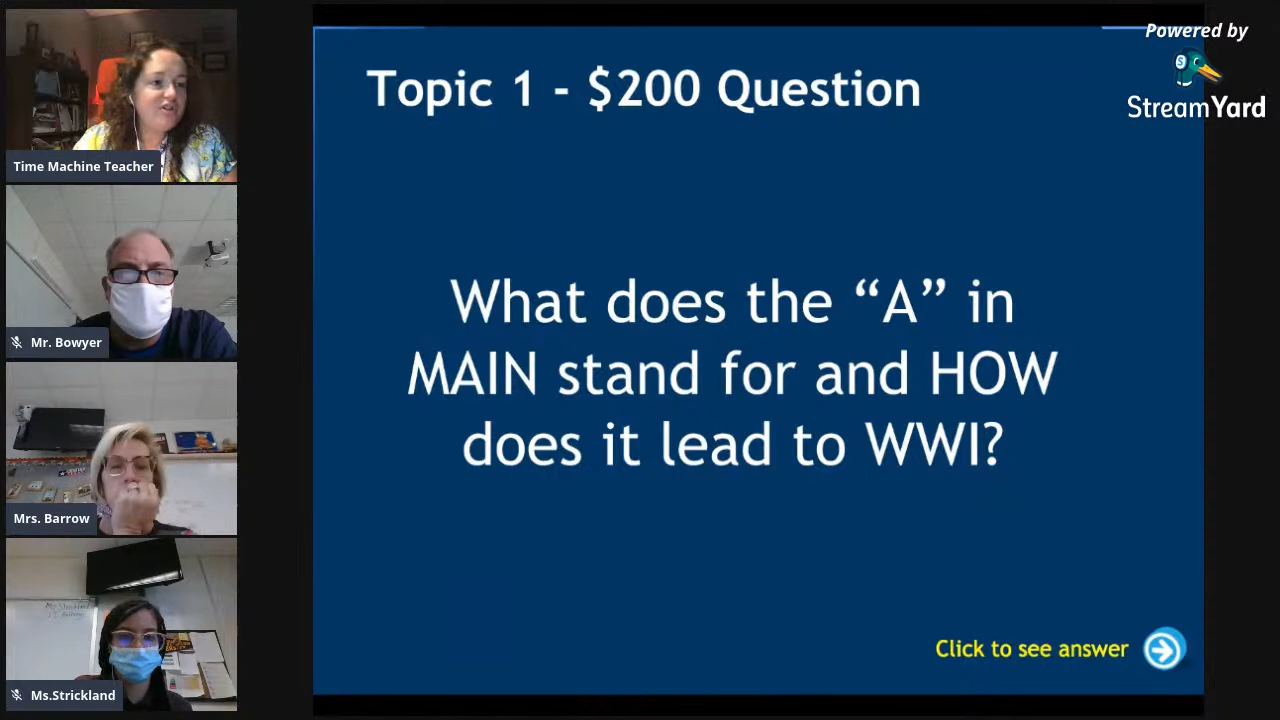 Powered by
StreamYard
Topic 1 - $200 Question
What does the “A” in
MAIN stand for and HOW
does it lead to WWI?
Click to see answer
Time Machine Teacher
Mr. Bowyer
Mrs. Barrow
Ms.Strickland